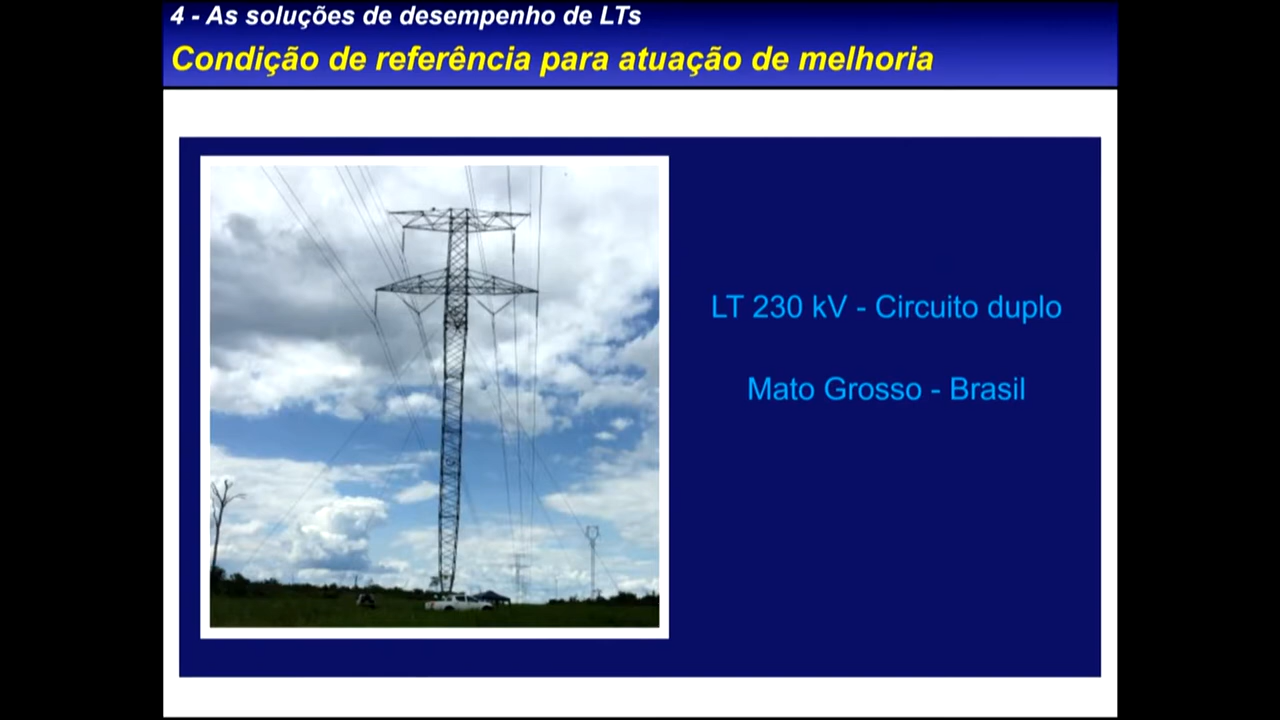 4 - As soluções de desempenho de LTs
Condição de referência para atuação de melhoria
LT 230 kV - Circuito duplo
Mato Grosso - Brasil